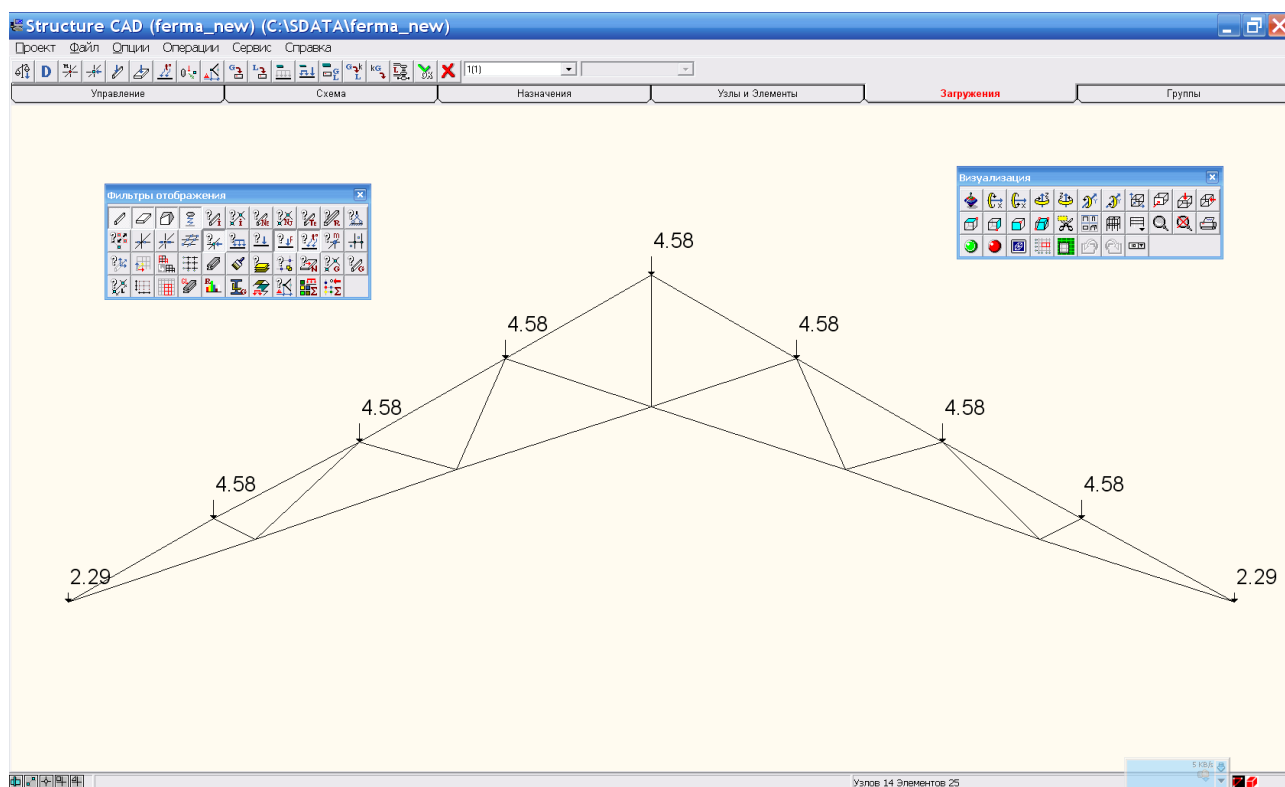 Structure CAD (ferma_new) (C:\SDATA\ferma_new)
Проект Файл Опции Операции Сервис Справка
1(1)
Управление Схема Назначения Узлы и Элементы Загружения Группы
Фильтры отображения
Визуализация
4.58
4.58 4.58
4.58 4.58
4.58 4.58
2.29 2.29
5 KB/s
Узлов 14 Элементов 25